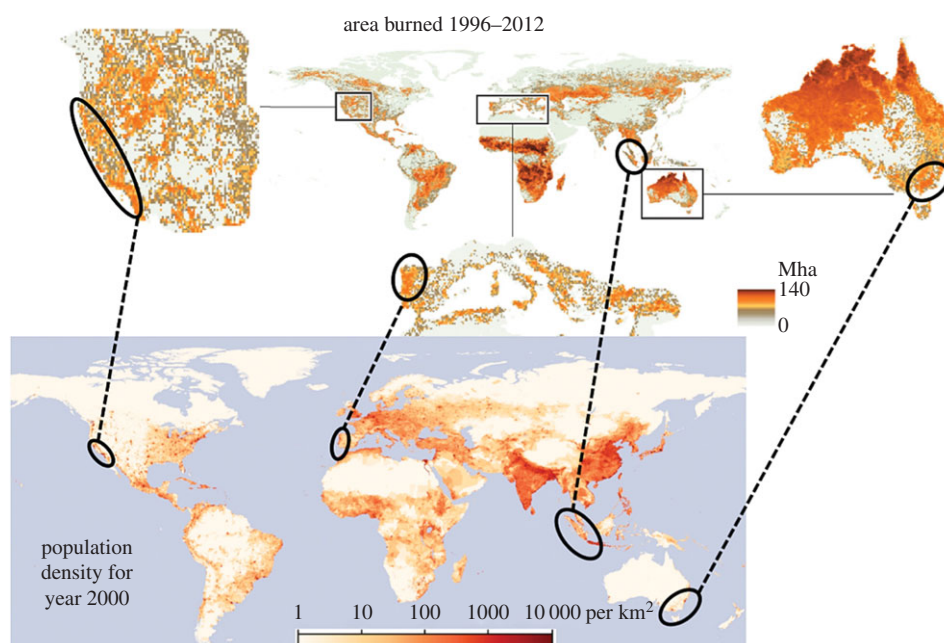 area burned 1996–2012
Mha
140
0
population
density for
year 2000
1 10 100 1000 10 000 per km²